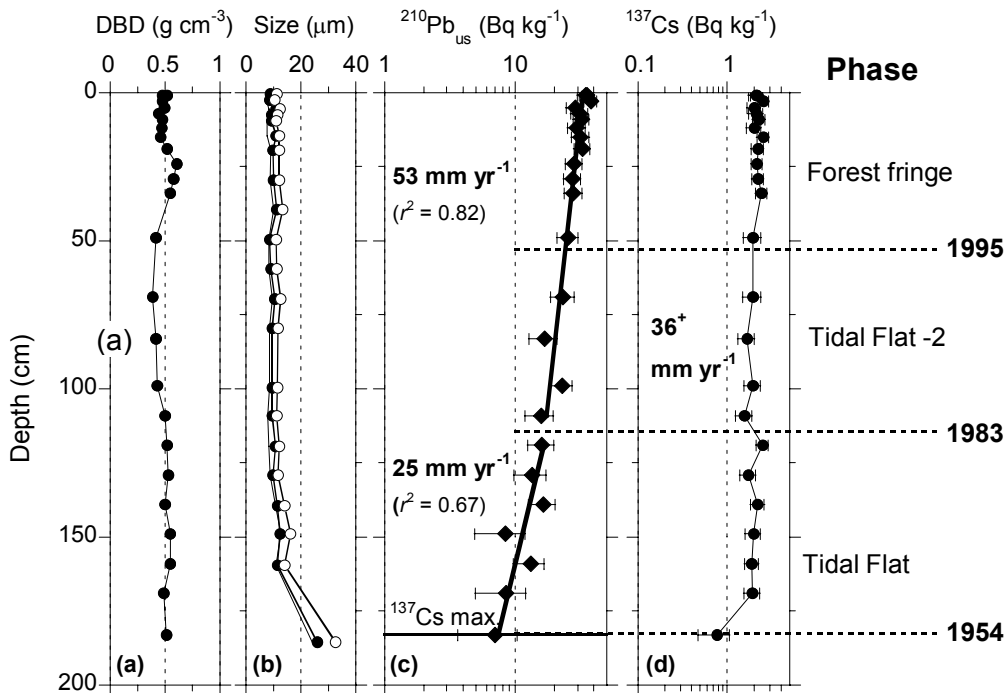 DBD (g cm⁻³) Size (μm) ²¹⁰Pb_us (Bq kg⁻¹) ¹³⁷Cs (Bq kg⁻¹)
0 0.5 1 0 20 40 1 10 0.1 1
Phase
0
50
100
150
200
Depth (cm)
(a)
53 mm yr⁻¹
(r² = 0.82)
Forest fringe
1995
36⁺
mm yr⁻¹
Tidal Flat -2
1983
25 mm yr⁻¹
(r² = 0.67)
Tidal Flat
¹³⁷Cs max.
1954
(a) (b) (c) (d)